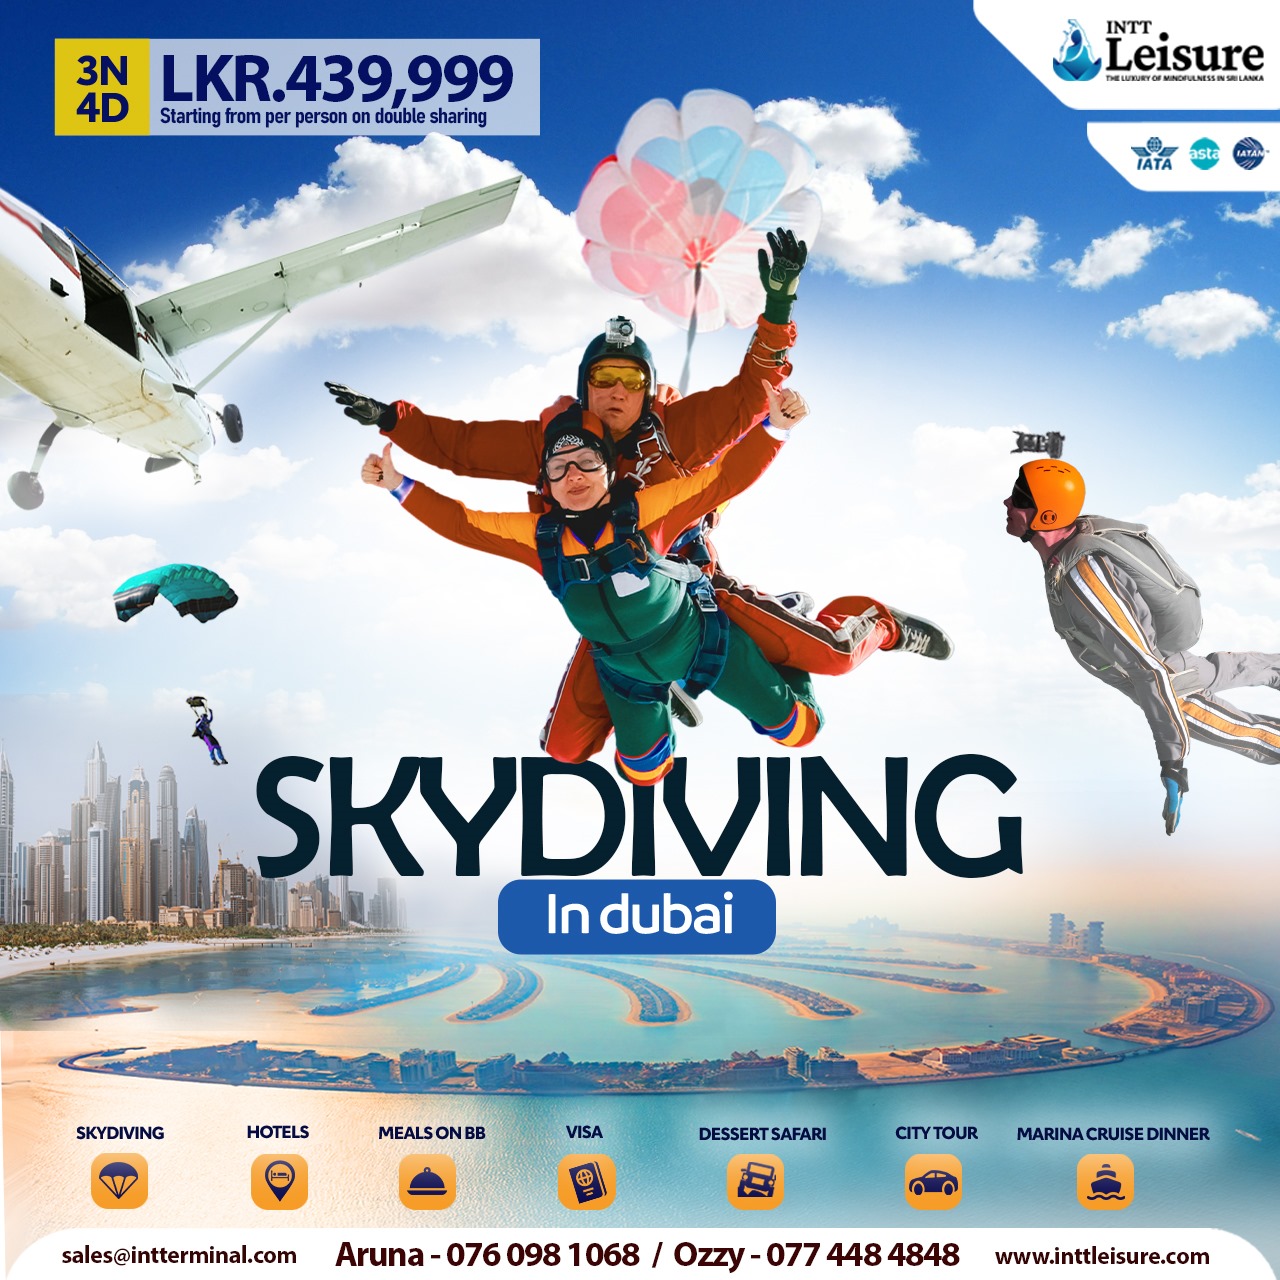 3N
4D
LKR.439,999
Starting from per person on double sharing
INTT
Leisure
THE LUXURY OF MINDFULNESS IN SRI LANKA
IATA
asta
IATAN
SKYDIVING
In dubai
SKYDIVING
HOTELS
MEALS ON BB
VISA
DESSERT SAFARI
CITY TOUR
MARINA CRUISE DINNER
sales@intterminal.com
Aruna - 076 098 1068 / Ozzy - 077 448 4848
www.inttleisure.com